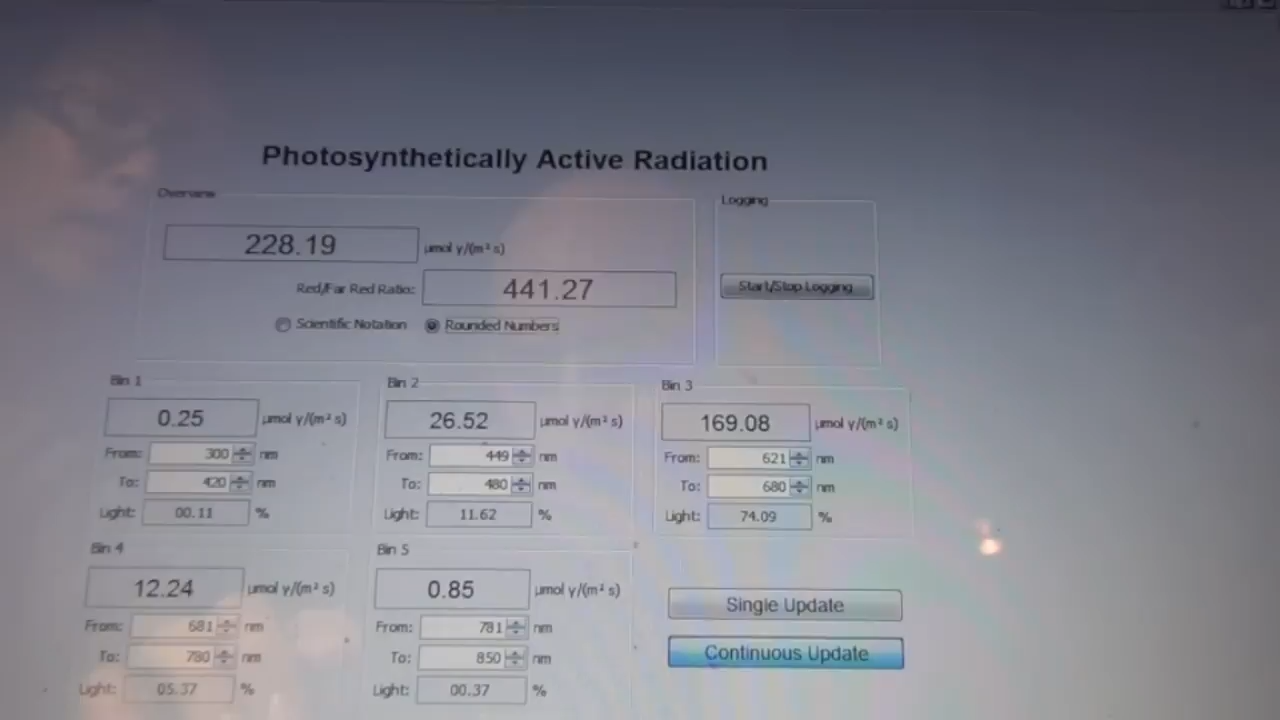 Photosynthetically Active Radiation
Overview
Logging
228.19 µmol γ/(m² s)
Red/Far Red Ratio: 441.27
Start/Stop Logging
Scientific Notation Rounded Numbers
Bin 1
0.25 µmol γ/(m² s)
From: 300 nm
To: 420 nm
Light: 00.11 %
Bin 2
26.52 µmol γ/(m² s)
From: 449 nm
To: 480 nm
Light: 11.62 %
Bin 3
169.08 µmol γ/(m² s)
From: 621 nm
To: 680 nm
Light: 74.09 %
Bin 4
12.24 µmol γ/(m² s)
From: 681 nm
To: 780 nm
Light: 05.37 %
Bin 5
0.85 µmol γ/(m² s)
From: 781 nm
To: 850 nm
Light: 00.37 %
Single Update
Continuous Update